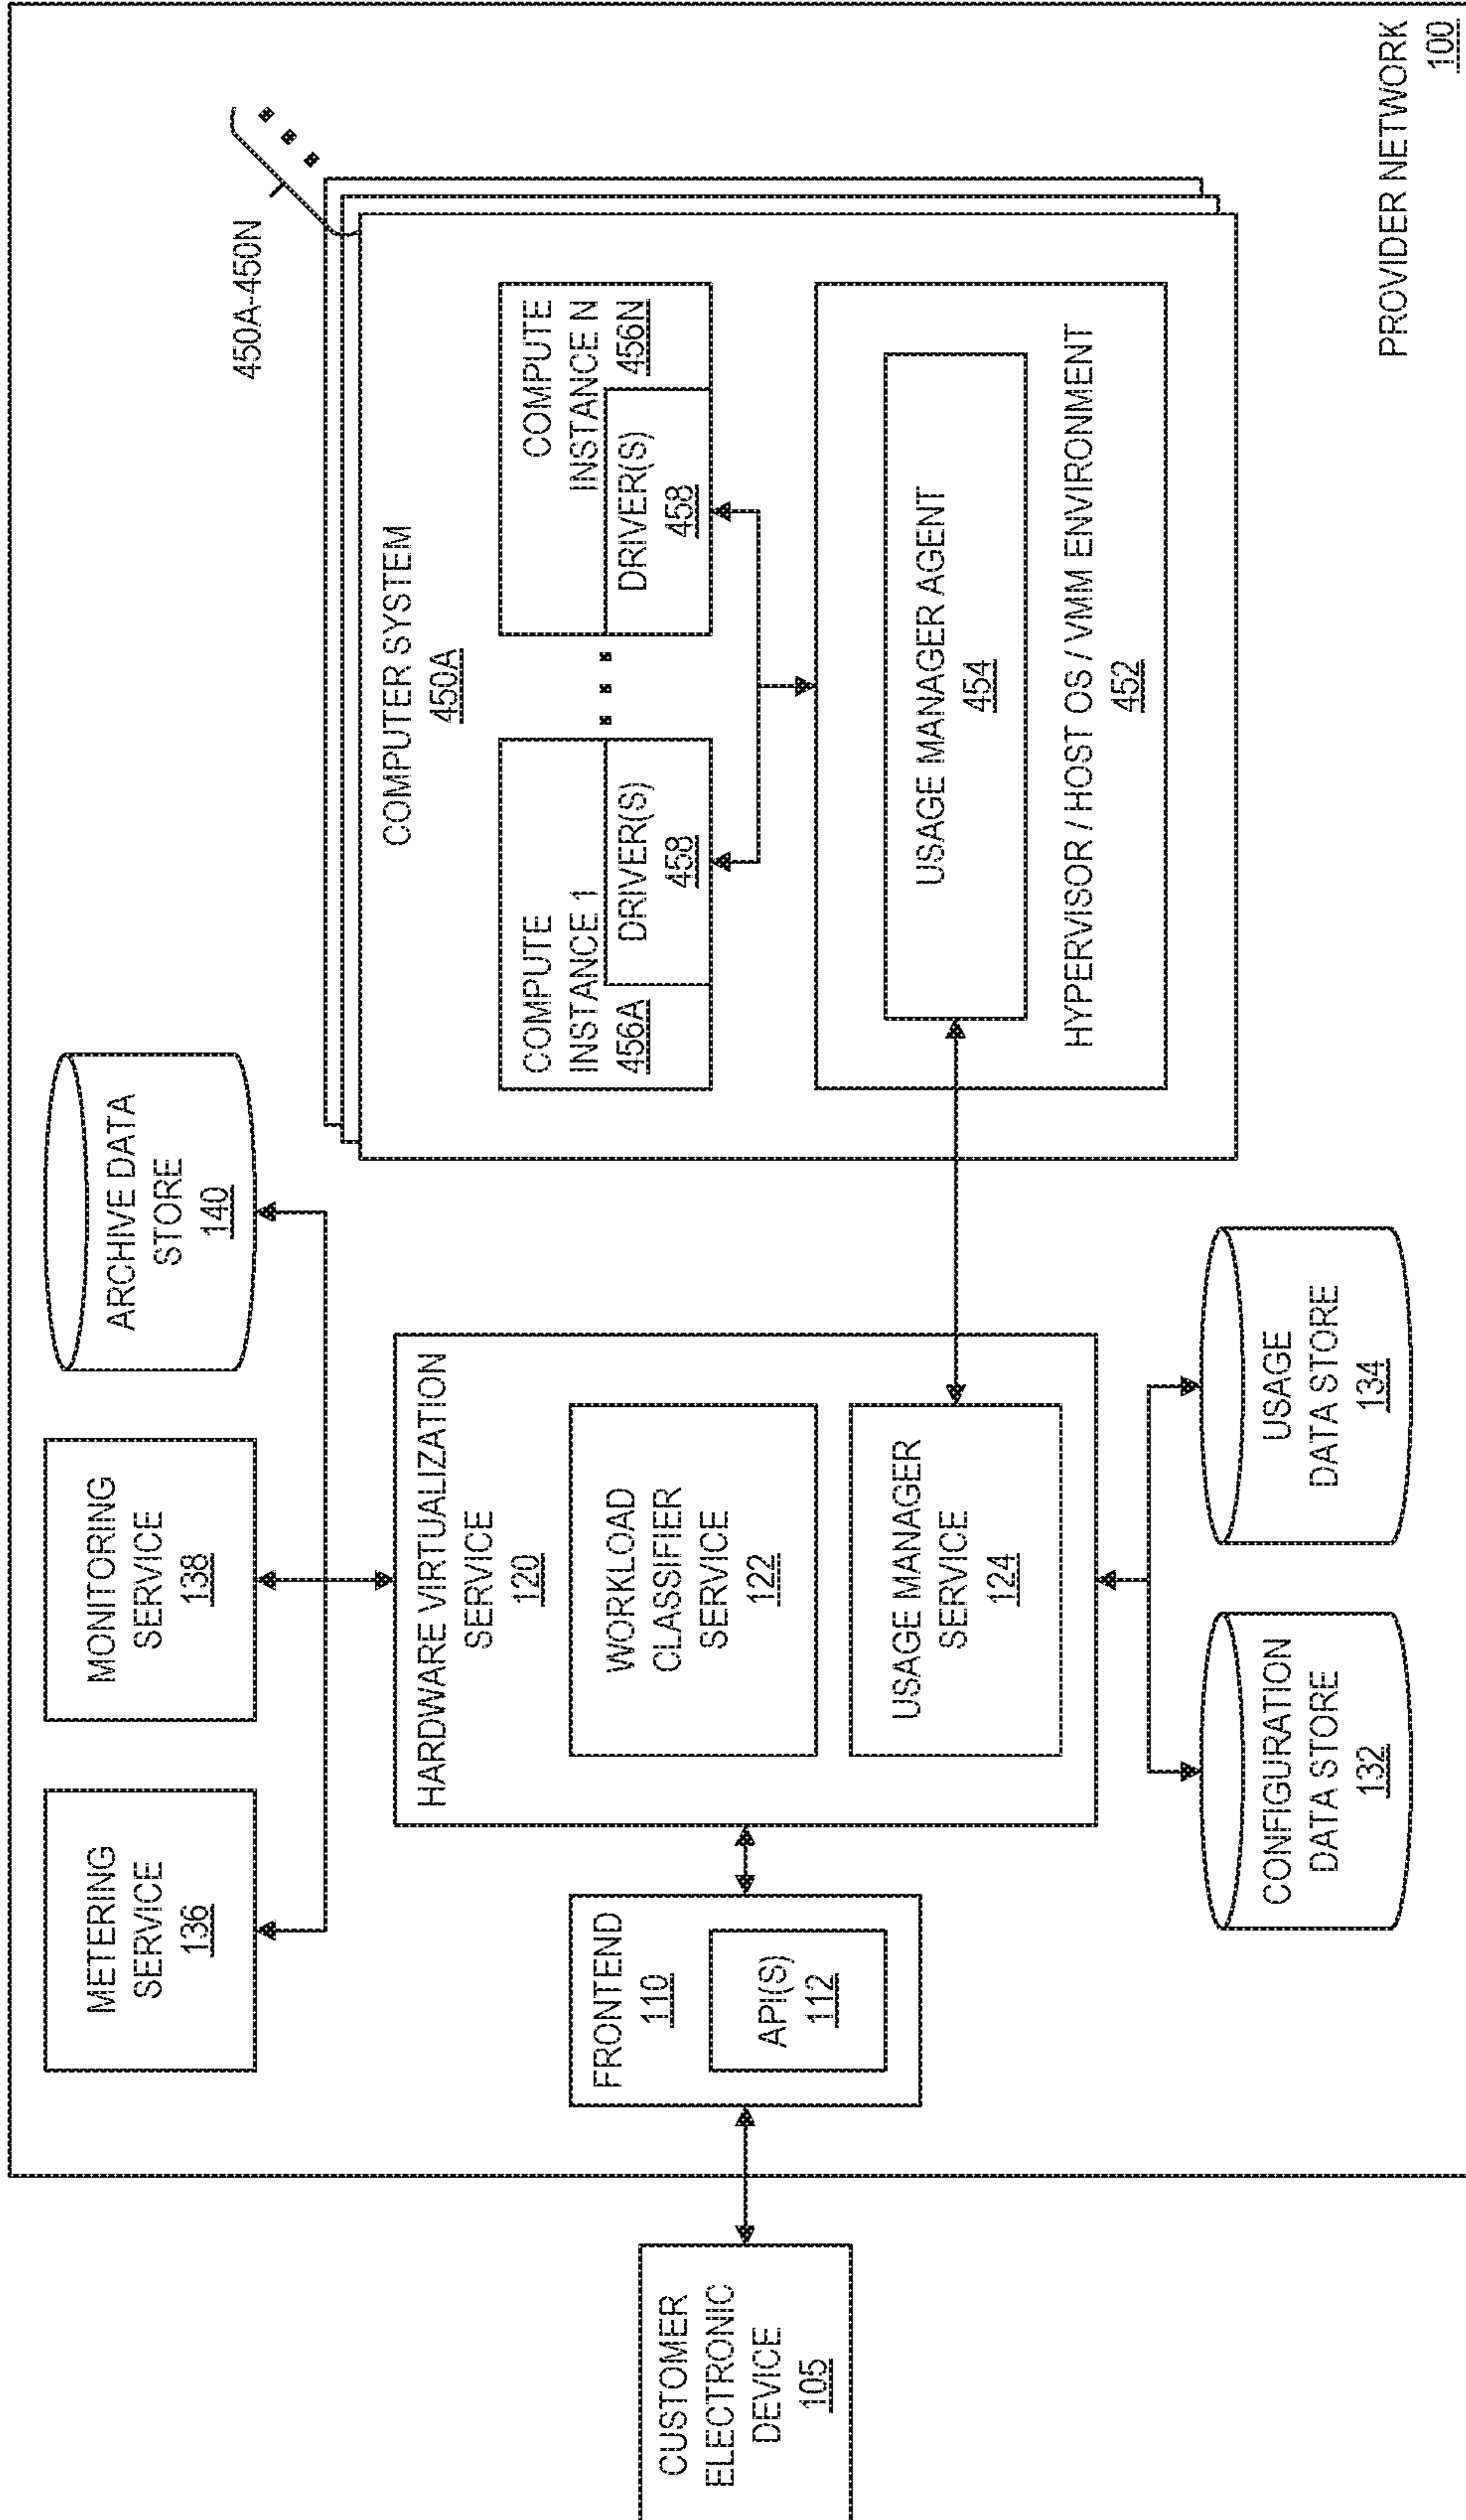 METERING
SERVICE
136
MONITORING
SERVICE
138
ARCHIVE DATA
STORE
140
450A-450N
CUSTOMER
ELECTRONIC
DEVICE
105
FRONTEND
110
API(S)
112
HARDWARE VIRTUALIZATION
SERVICE
120
WORKLOAD
CLASSIFIER
SERVICE
122
USAGE MANAGER
SERVICE
124
CONFIGURATION
DATA STORE
132
USAGE
DATA STORE
134
COMPUTER SYSTEM
450A
COMPUTE
INSTANCE 1
456A
DRIVER(S)
458
COMPUTE
INSTANCE N
456N
DRIVER(S)
458
USAGE MANAGER AGENT
454
HYPERVISOR / HOST OS / VMM ENVIRONMENT
452
PROVIDER NETWORK
100